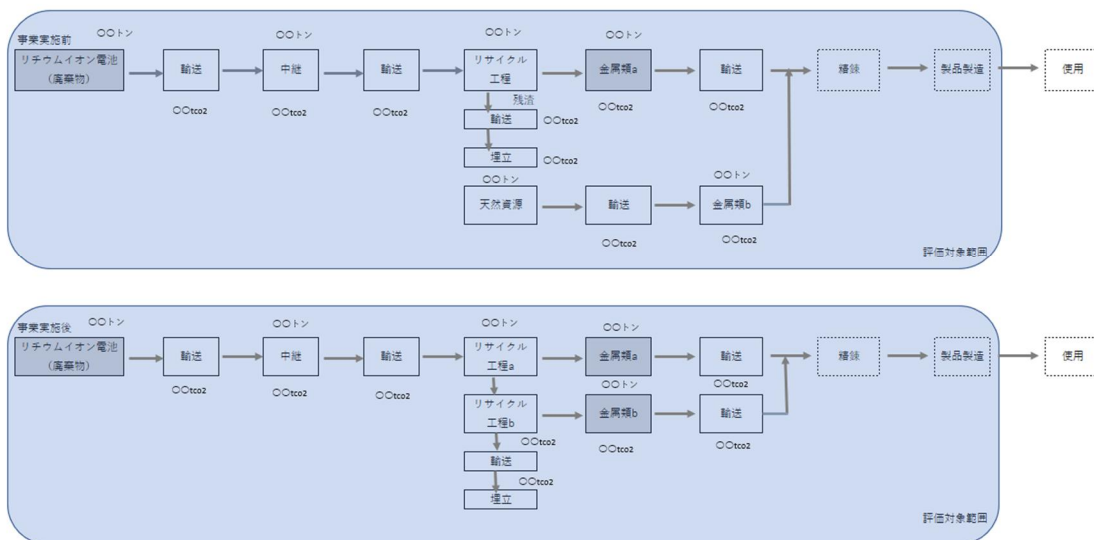 事業実施前
〇〇トン
〇〇トン
〇〇トン
〇〇トン
リチウムイオン電池
(廃棄物)
輸送
中継
輸送
リサイクル
工程
金属類a
輸送
精錬
製品製造
使用
〇〇tco2
〇〇tco2
〇〇tco2
残渣
〇〇tco2
〇〇tco2
輸送
〇〇tco2
埋立
〇〇tco2
〇〇トン
〇〇トン
天然資源
輸送
金属類b
〇〇tco2
〇〇tco2
評価対象範囲
事業実施後
〇〇トン
〇〇トン
〇〇トン
〇〇トン
リチウムイオン電池
(廃棄物)
輸送
中継
輸送
リサイクル
工程a
金属類a
輸送
精錬
製品製造
使用
〇〇tco2
〇〇tco2
〇〇tco2
〇〇トン
〇〇tco2
リサイクル
工程b
金属類b
輸送
〇〇tco2
〇〇tco2
〇〇tco2
輸送
〇〇tco2
埋立
評価対象範囲